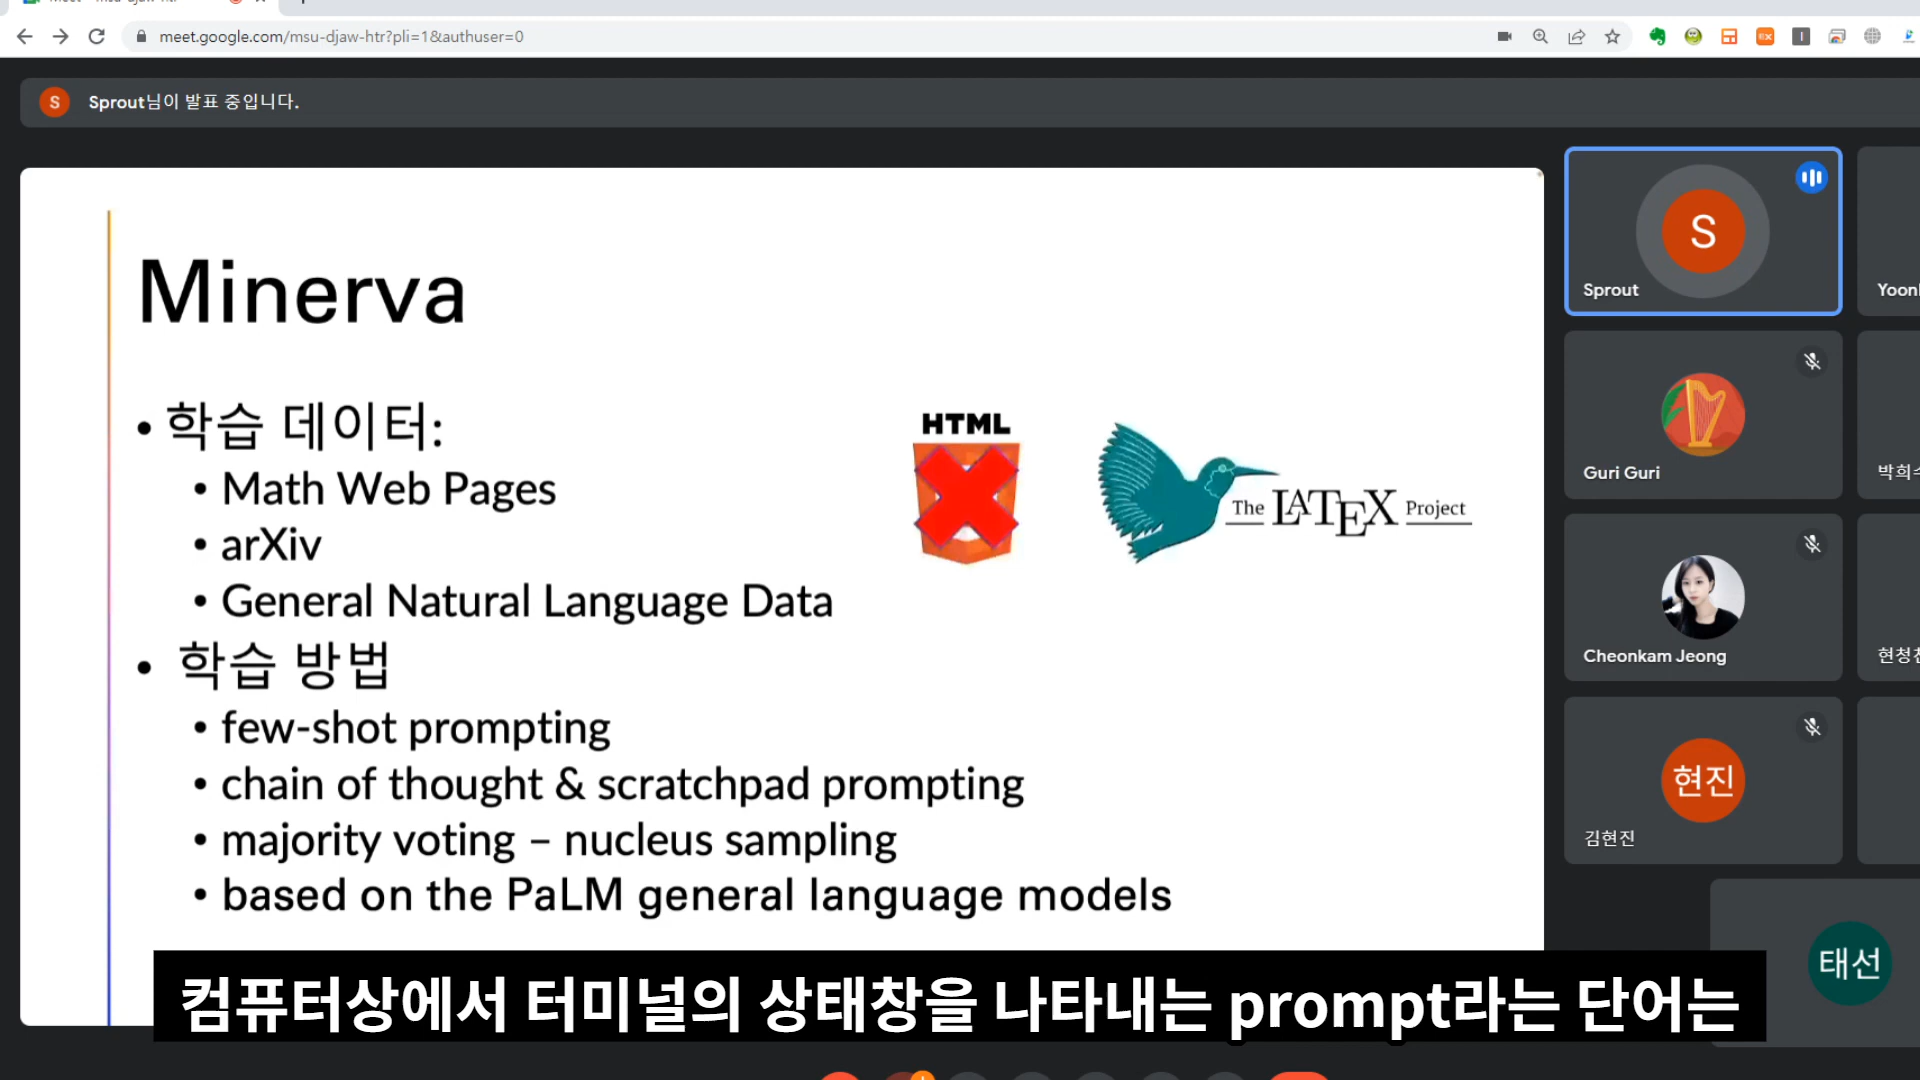 meet.google.com/msu-djaw-htr?pli=1&authuser=0
S
Sprout님이 발표 중입니다.
Minerva
• 학습 데이터:
• Math Web Pages
• arXiv
• General Natural Language Data
• 학습 방법
• few-shot prompting
• chain of thought & scratchpad prompting
• majority voting – nucleus sampling
• based on the PaLM general language models
HTML
The LATEX Project
S
Sprout
Guri Guri
박희
Cheonkam Jeong
현청
현진
김현진
태선
컴퓨터상에서 터미널의 상태창을 나타내는 prompt라는 단어는